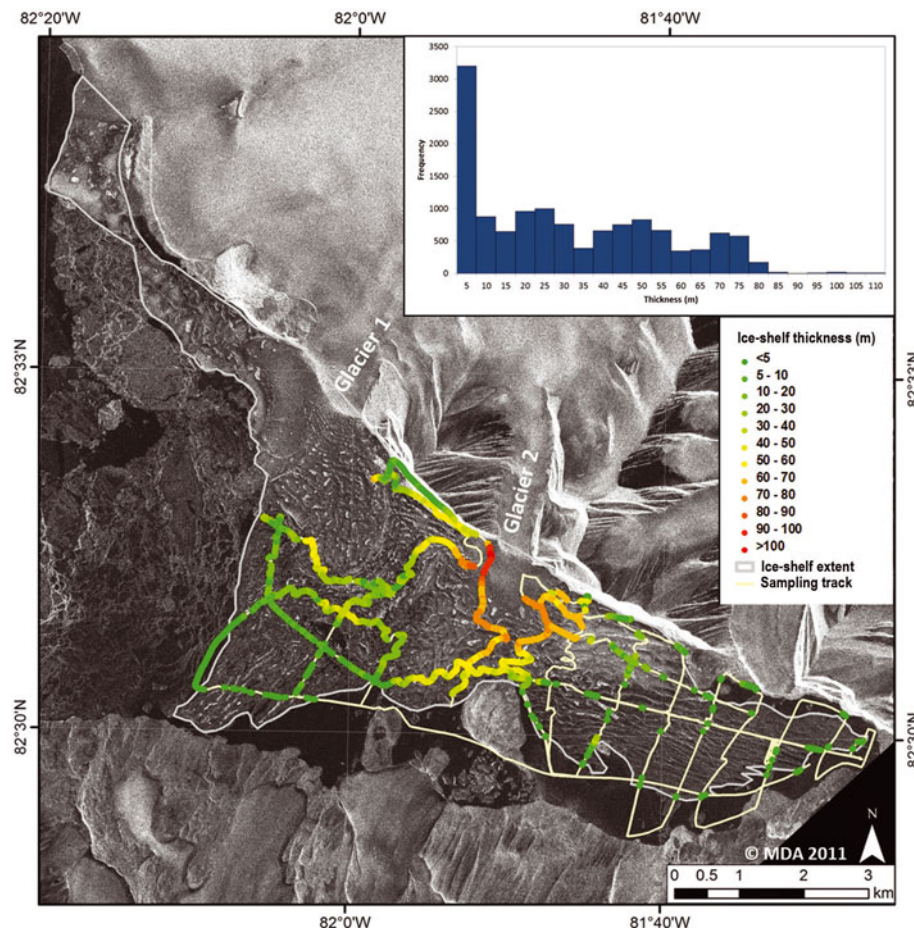 82°20'W
82°0'W
81°40'W
3500
3000
2500
2000
1500
1000
500
0
Frequency
5 10 15 20 25 30 35 40 45 50 55 60 65 70 75 80 85 90 95 100 105 110
Thickness (m)
Ice-shelf thickness (m)
<5
5 - 10
10 - 20
20 - 30
30 - 40
40 - 50
50 - 60
60 - 70
70 - 80
80 - 90
90 - 100
>100
Ice-shelf extent
Sampling track
82°33'N
82°33'N
Glacier 1
Glacier 2
82°30'N
82°30'N
N
© MDA 2011
0 0.5 1 2 3
km
82°0'W
81°40'W